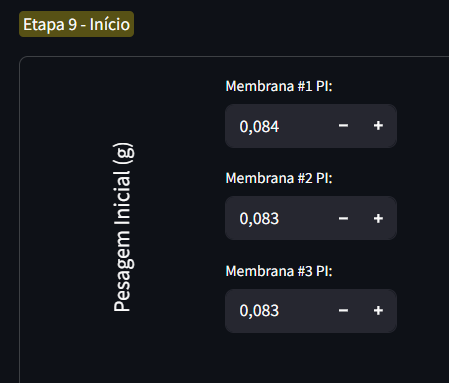 Etapa 9 - Início
Pesagem Inicial (g)
Membrana #1 PI:
0,084 − +
Membrana #2 PI:
0,083 − +
Membrana #3 PI:
0,083 − +